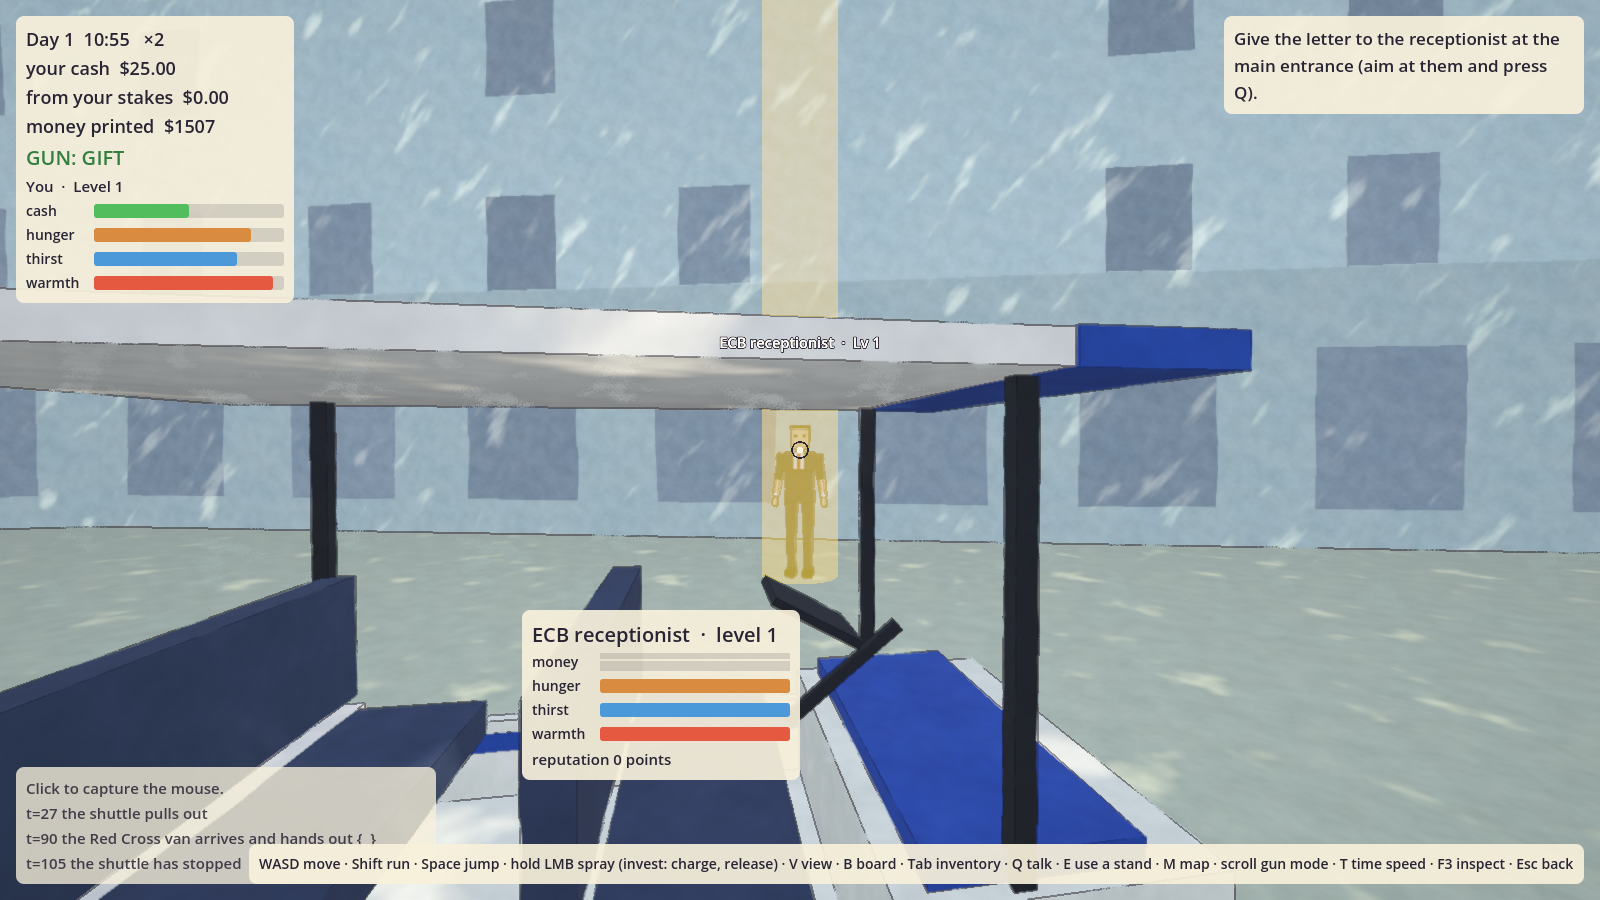 Day 1 10:55 ×2
your cash $25.00
from your stakes $0.00
money printed $1507
GUN: GIFT
You · Level 1
cash
hunger
thirst
warmth
Give the letter to the receptionist at the
main entrance (aim at them and press
Q).
ECB receptionist · Lv 1
ECB receptionist · level 1
money
hunger
thirst
warmth
reputation 0 points
Click to capture the mouse.
t=27 the shuttle pulls out
t=90 the Red Cross van arrives and hands out { }
t=105 the shuttle has stopped
WASD move · Shift run · Space jump · hold LMB spray (invest: charge, release) · V view · B board · Tab inventory · Q talk · E use a stand · M map · scroll gun mode · T time speed · F3 inspect · Esc back